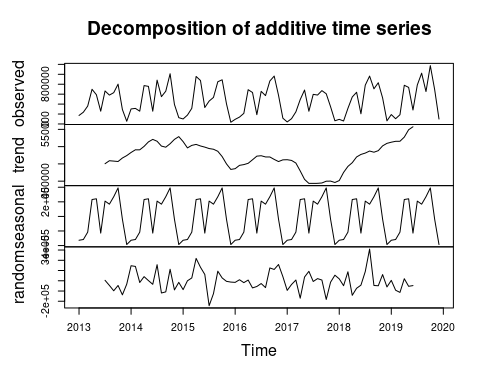 Decomposition of additive time series
observed
800000
trend
550000
seasonal
2e+05
random
-2e+05
2013 2014 2015 2016 2017 2018 2019 2020
Time